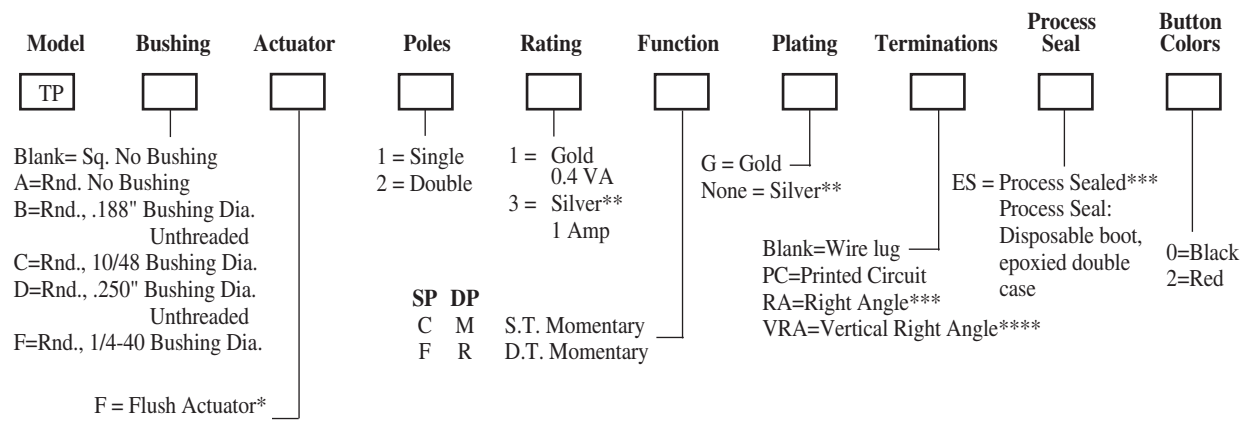 Model Bushing Actuator Poles Rating Function Plating Terminations Process Seal Button Colors
TP
Blank= Sq. No Bushing
A=Rnd. No Bushing
B=Rnd., .188" Bushing Dia.
Unthreaded
C=Rnd., 10/48 Bushing Dia.
D=Rnd., .250" Bushing Dia.
Unthreaded
F=Rnd., 1/4-40 Bushing Dia.
F = Flush Actuator*
1 = Single
2 = Double
1 = Gold
0.4 VA
3 = Silver**
1 Amp
SP DP
C M S.T. Momentary
F R D.T. Momentary
G = Gold
None = Silver**
Blank=Wire lug
PC=Printed Circuit
RA=Right Angle***
VRA=Vertical Right Angle****
ES = Process Sealed***
Process Seal:
Disposable boot,
epoxied double
case
0=Black
2=Red